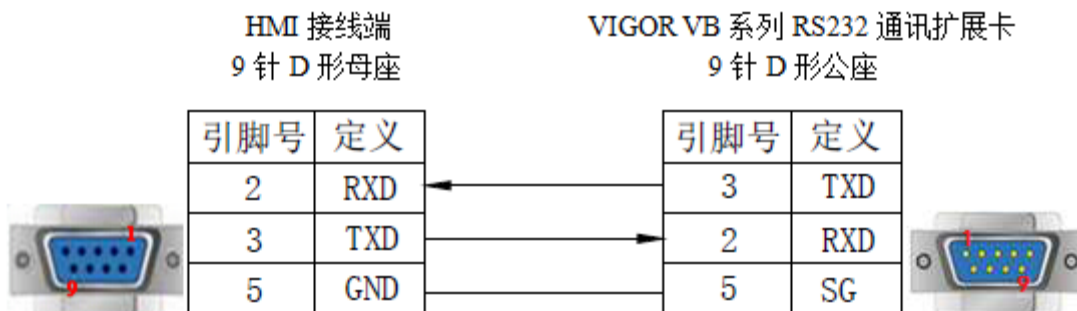 HMI 接线端
9 针 D 形母座
VIGOR VB 系列 RS232 通讯扩展卡
9 针 D 形公座
引脚号 定义
2 RXD
3 TXD
5 GND
引脚号 定义
3 TXD
2 RXD
5 SG
1
9
1
9